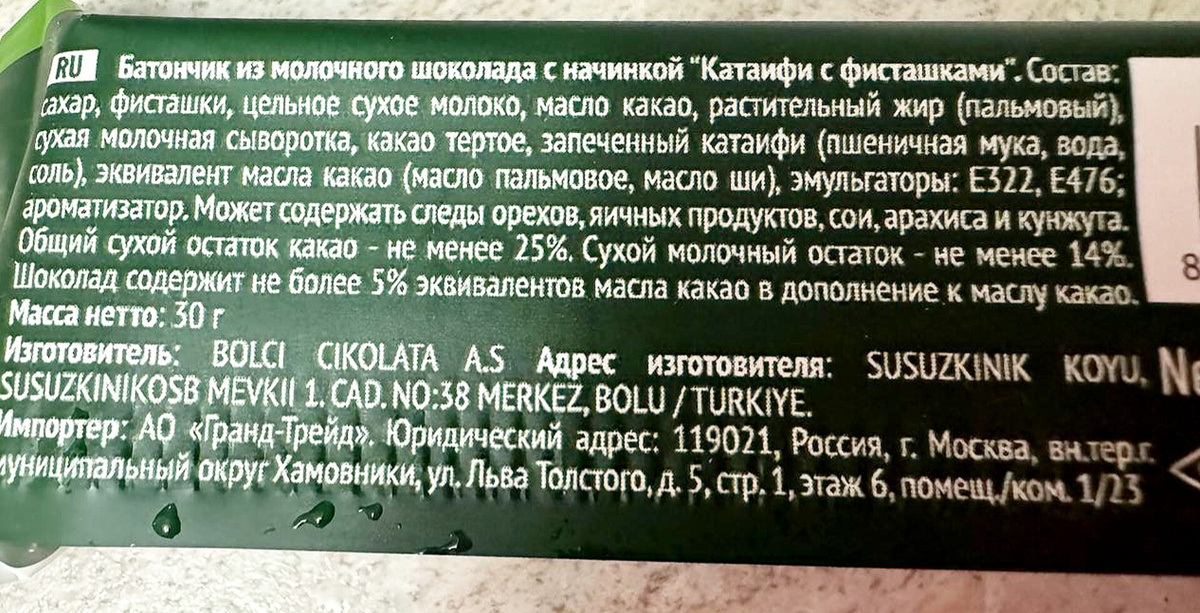 RU Батончик из молочного шоколада с начинкой "Катаифи с фисташками". Состав:
сахар, фисташки, цельное сухое молоко, масло какао, растительный жир (пальмовый),
сухая молочная сыворотка, какао тертое, запеченный катаифи (пшеничная мука, вода,
соль), эквивалент масла какао (масло пальмовое, масло ши), эмульгаторы: E322, E476;
ароматизатор. Может содержать следы орехов, яичных продуктов, сои, арахиса и кунжута.
Общий сухой остаток какао - не менее 25%. Сухой молочный остаток - не менее 14%.
Шоколад содержит не более 5% эквивалентов масла какао в дополнение к маслу какао.
Масса нетто: 30 г
Изготовитель: BOLCI CIKOLATA A.S Адрес изготовителя: SUSUZKINIK KOYU,
SUSUZKINIKOSB MEVKII 1. CAD. NO:38 MERKEZ, BOLU / TURKIYE.
Импортер: АО «Гранд-Трейд». Юридический адрес: 119021, Россия, г. Москва, вн.тер.г.
муниципальный округ Хамовники, ул. Льва Толстого, д. 5, стр. 1, этаж 6, помещ./ком. 1/23
8